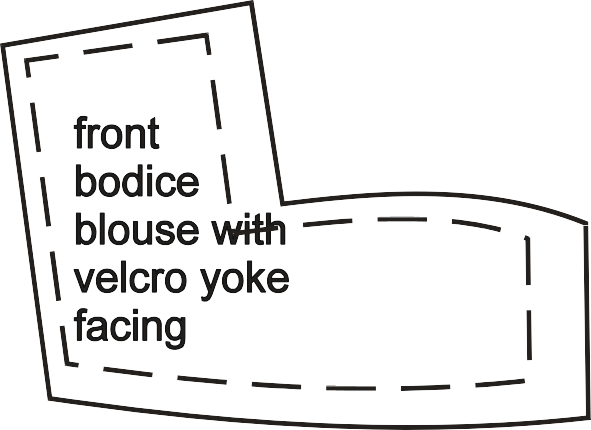 front
bodice
blouse with
velcro yoke
facing